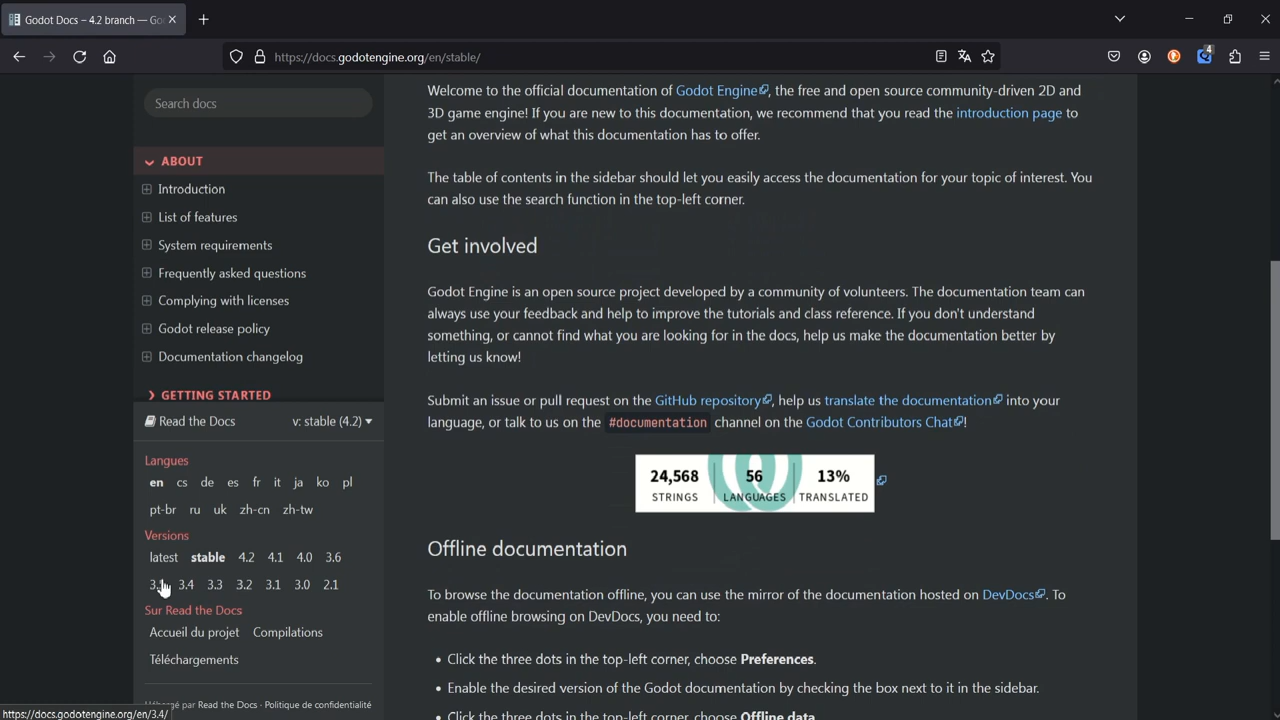 Godot Docs – 4.2 branch — Go
https://docs.godotengine.org/en/stable/
4
Search docs
ABOUT
Introduction
List of features
System requirements
Frequently asked questions
Complying with licenses
Godot release policy
Documentation changelog
GETTING STARTED
Read the Docs v: stable (4.2)
Langues
en cs de es fr it ja ko pl
pt-br ru uk zh-cn zh-tw
Versions
latest stable 4.2 4.1 4.0 3.6
3.4 3.3 3.2 3.1 3.0 2.1
Sur Read the Docs
Accueil du projet Compilations
Téléchargements
Hébergé par Read the Docs · Politique de confidentialité
https://docs.godotengine.org/en/3.4/
Welcome to the official documentation of Godot Engine, the free and open source community-driven 2D and
3D game engine! If you are new to this documentation, we recommend that you read the introduction page to
get an overview of what this documentation has to offer.
The table of contents in the sidebar should let you easily access the documentation for your topic of interest. You
can also use the search function in the top-left corner.
Get involved
Godot Engine is an open source project developed by a community of volunteers. The documentation team can
always use your feedback and help to improve the tutorials and class reference. If you don't understand
something, or cannot find what you are looking for in the docs, help us make the documentation better by
letting us know!
Submit an issue or pull request on the GitHub repository, help us translate the documentation into your
language, or talk to us on the #documentation channel on the Godot Contributors Chat!
24,568 56 13%
STRINGS LANGUAGES TRANSLATED
Offline documentation
To browse the documentation offline, you can use the mirror of the documentation hosted on DevDocs. To
enable offline browsing on DevDocs, you need to:
• Click the three dots in the top-left corner, choose Preferences.
• Enable the desired version of the Godot documentation by checking the box next to it in the sidebar.
• Click the three dots in the top-left corner, choose Offline data.